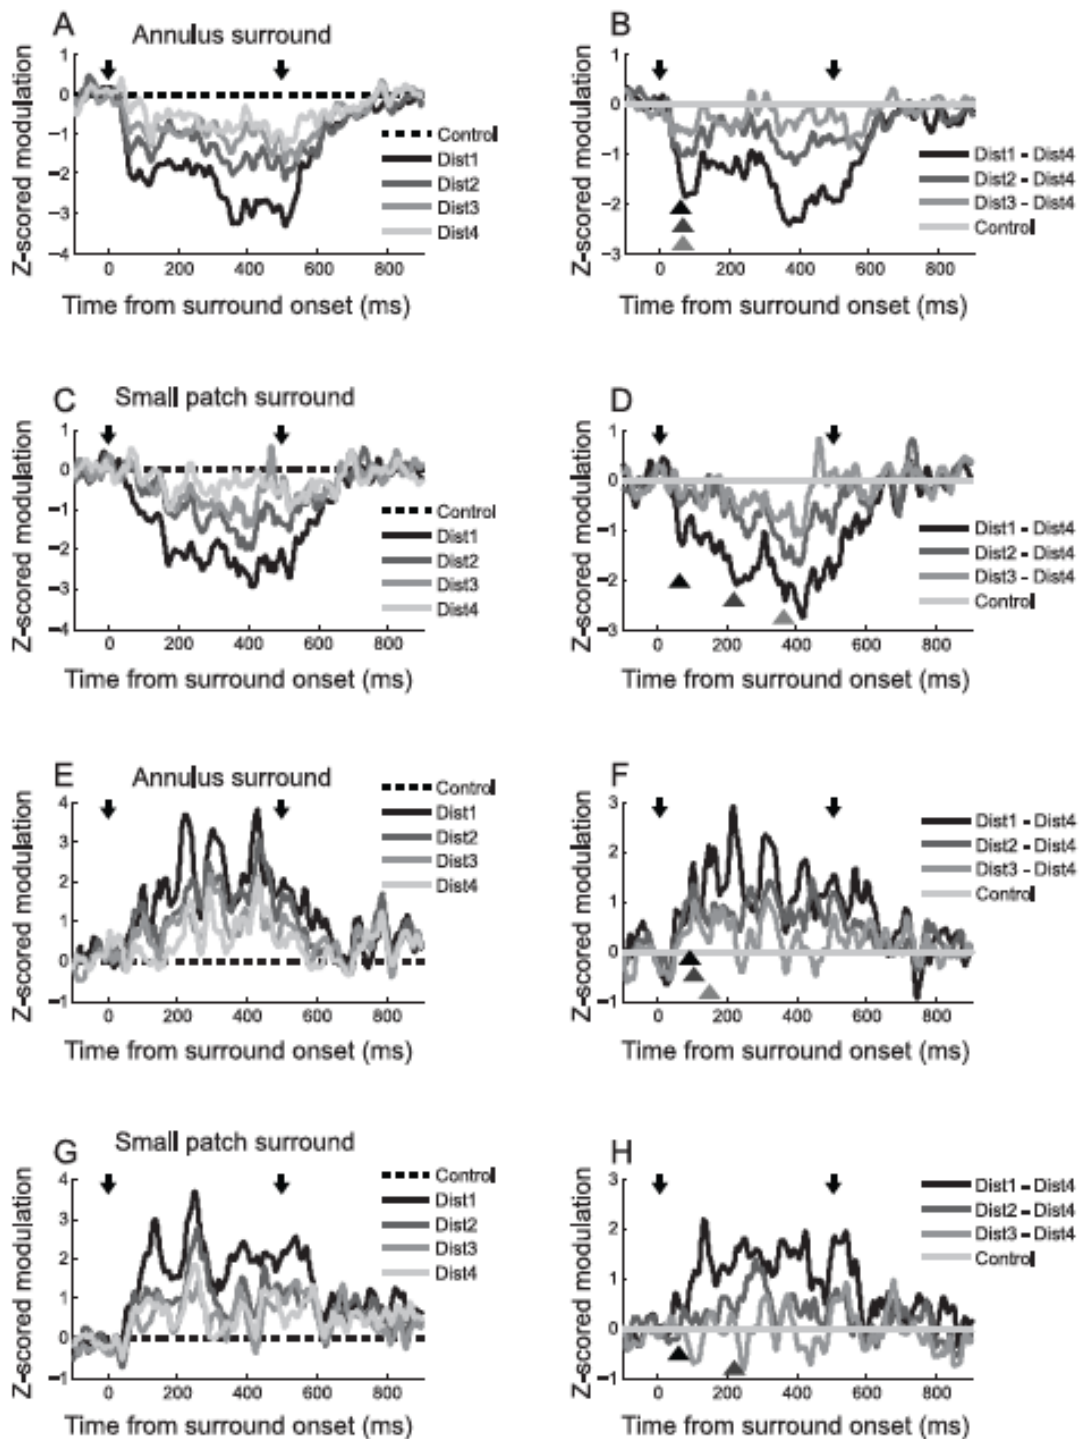 A
Annulus surround
Z-scored modulation
1
0
−1
−2
−3
−4
0
200
400
600
800
Control
Dist1
Dist2
Dist3
Dist4
Time from surround onset (ms)
B
Z-scored modulation
1
0
−1
−2
−3
0
200
400
600
800
Dist1 - Dist4
Dist2 - Dist4
Dist3 - Dist4
Control
Time from surround onset (ms)
C
Small patch surround
Z-scored modulation
1
0
−1
−2
−3
−4
0
200
400
600
800
Control
Dist1
Dist2
Dist3
Dist4
Time from surround onset (ms)
D
Z-scored modulation
1
0
−1
−2
−3
0
200
400
600
800
Dist1 - Dist4
Dist2 - Dist4
Dist3 - Dist4
Control
Time from surround onset (ms)
E
Annulus surround
Z-scored modulation
4
3
2
1
0
−1
0
200
400
600
800
Control
Dist1
Dist2
Dist3
Dist4
Time from surround onset (ms)
F
Z-scored modulation
3
2
1
0
−1
0
200
400
600
800
Dist1 - Dist4
Dist2 - Dist4
Dist3 - Dist4
Control
Time from surround onset (ms)
G
Small patch surround
Z-scored modulation
4
3
2
1
0
−1
0
200
400
600
800
Control
Dist1
Dist2
Dist3
Dist4
Time from surround onset (ms)
H
Z-scored modulation
3
2
1
0
−1
0
200
400
600
800
Dist1 - Dist4
Dist2 - Dist4
Dist3 - Dist4
Control
Time from surround onset (ms)